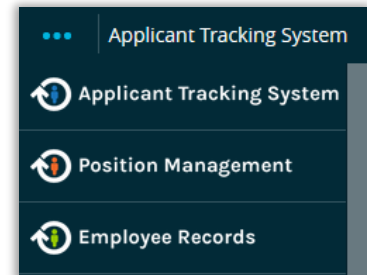 Applicant Tracking System
Applicant Tracking System
Position Management
Employee Records